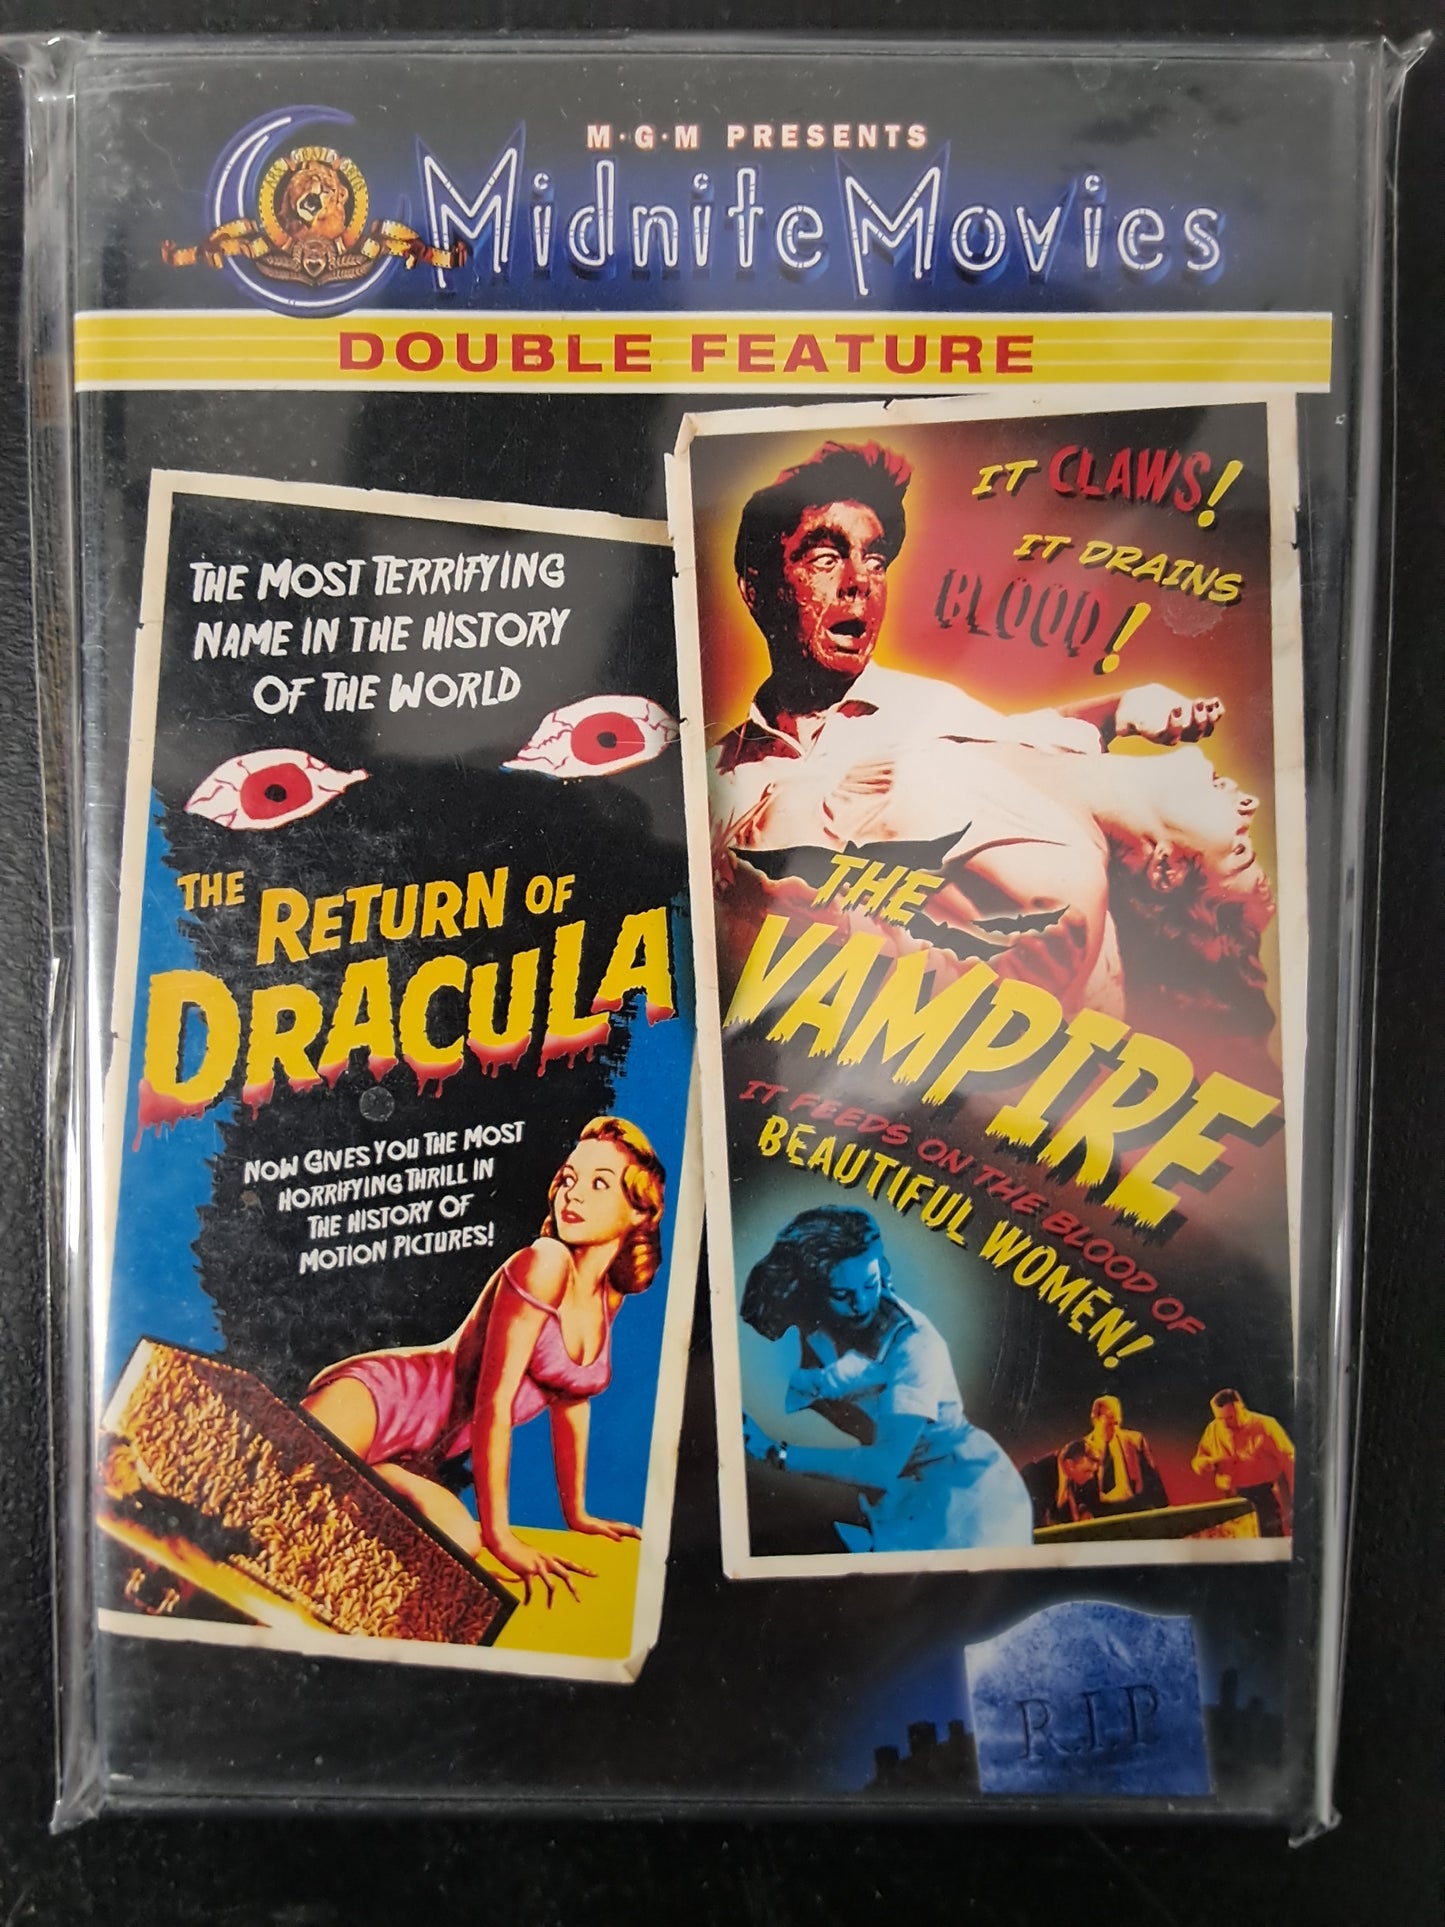 M·G·M PRESENTS
Midnite Movies
DOUBLE FEATURE
THE MOST TERRIFYING
NAME IN THE HISTORY
OF THE WORLD
THE RETURN OF
DRACULA
NOW GIVES YOU THE MOST
HORRIFYING THRILL IN
THE HISTORY OF
MOTION PICTURES!
IT CLAWS!
IT DRAINS
BLOOD!
THE
VAMPIRE
IT FEEDS ON THE BLOOD OF
BEAUTIFUL WOMEN!
R.I.P